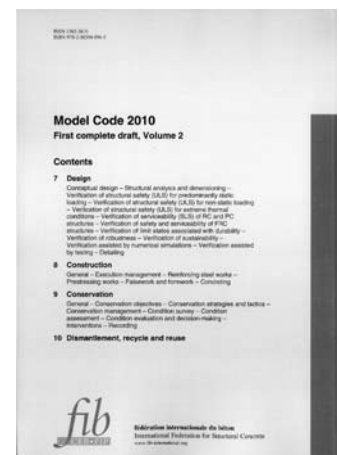 Model Code 2010
First complete draft, Volume 2
Contents
7 Design
Conceptual design – Structural analysis and dimensioning –
Verification of structural safety (ULS) for predominantly static
loading – Verification of structural safety (ULS) for non-static loading
– Verification of structural safety (ULS) for extreme thermal
conditions – Verification of serviceability (SLS) of RC and PC
structures – Verification of safety and serviceability of FRC
structures – Verification of limit states associated with durability –
Verification of robustness – Verification of sustainability –
Verification assisted by numerical simulations – Verification assisted
by testing – Detailing
8 Construction
General – Execution management – Reinforcing steel works –
Prestressing works – Falsework and formwork – Concreting
9 Conservation
General – Conservation objectives – Conservation strategies and tactics –
Conservation management – Condition survey – Condition
assessment – Condition evaluation and decision-making –
Interventions – Recording
10 Dismantlement, recycle and reuse
fib
CEB-FIP
fédération internationale du béton
International Federation for Structural Concrete
www.fib-international.org